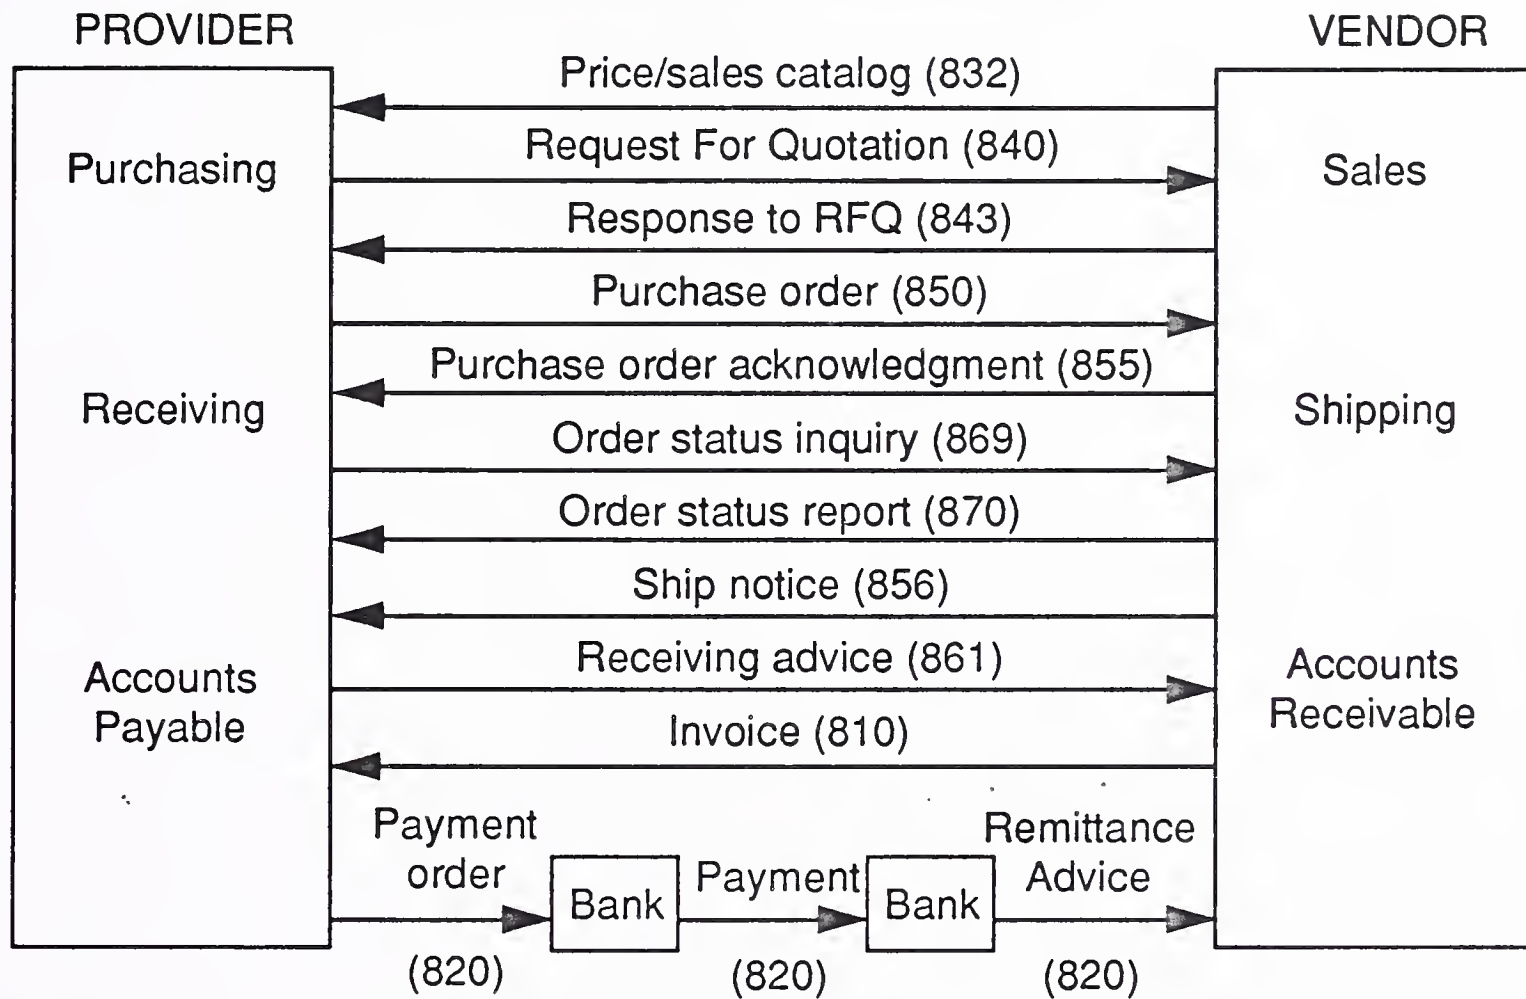 PROVIDER
VENDOR
Price/sales catalog (832)
Request For Quotation (840)
Purchasing
Sales
Response to RFQ (843)
Purchase order (850)
Purchase order acknowledgment (855)
Receiving
Shipping
Order status inquiry (869)
Order status report (870)
Ship notice (856)
Receiving advice (861)
Accounts
Payable
Accounts
Receivable
Invoice (810)
Payment
order
Bank
Payment
Bank
Remittance
Advice
(820)
(820)
(820)